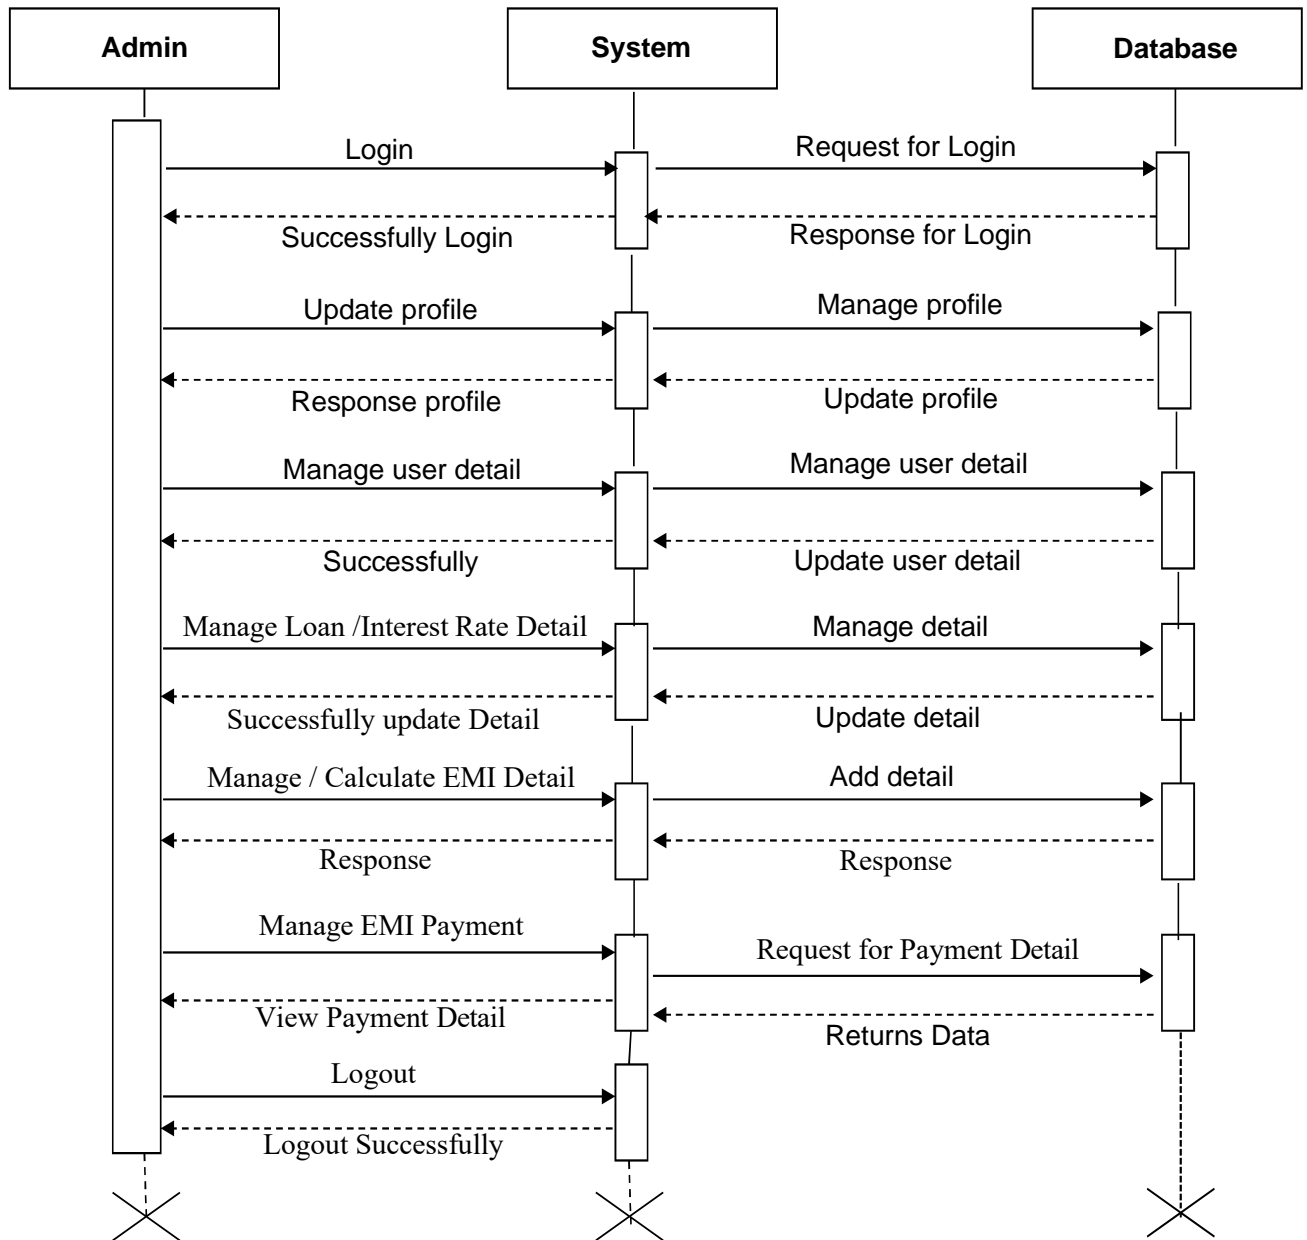 Admin
System
Database
Login
Request for Login
Successfully Login
Response for Login
Update profile
Manage profile
Response profile
Update profile
Manage user detail
Manage user detail
Successfully
Update user detail
Manage Loan /Interest Rate Detail
Manage detail
Successfully update Detail
Update detail
Manage / Calculate EMI Detail
Add detail
Response
Response
Manage EMI Payment
Request for Payment Detail
View Payment Detail
Returns Data
Logout
Logout Successfully